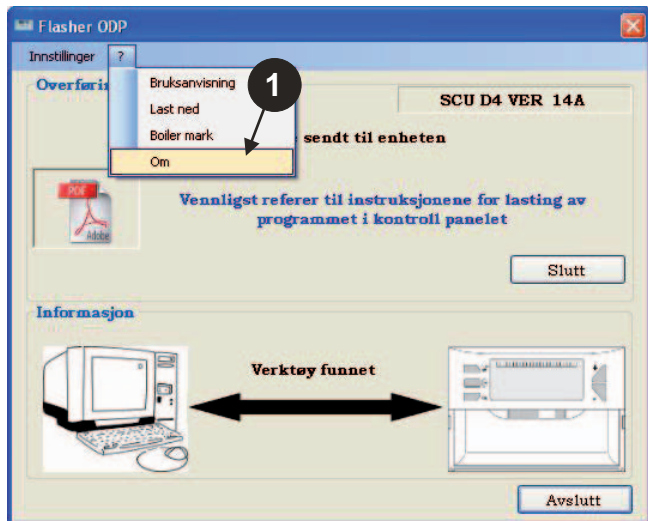 Flasher ODP
Innstillinger ?
Overføri
Bruksanvisning
Last ned
Boiler mark
Om
1
SCU D4 VER 14A
sendt til enheten
PDF
Adobe
Vennligst referer til instruksjonene for lasting av
programmet i kontroll panelet
Slutt
Informasjon
Verktøy funnet
Avslutt